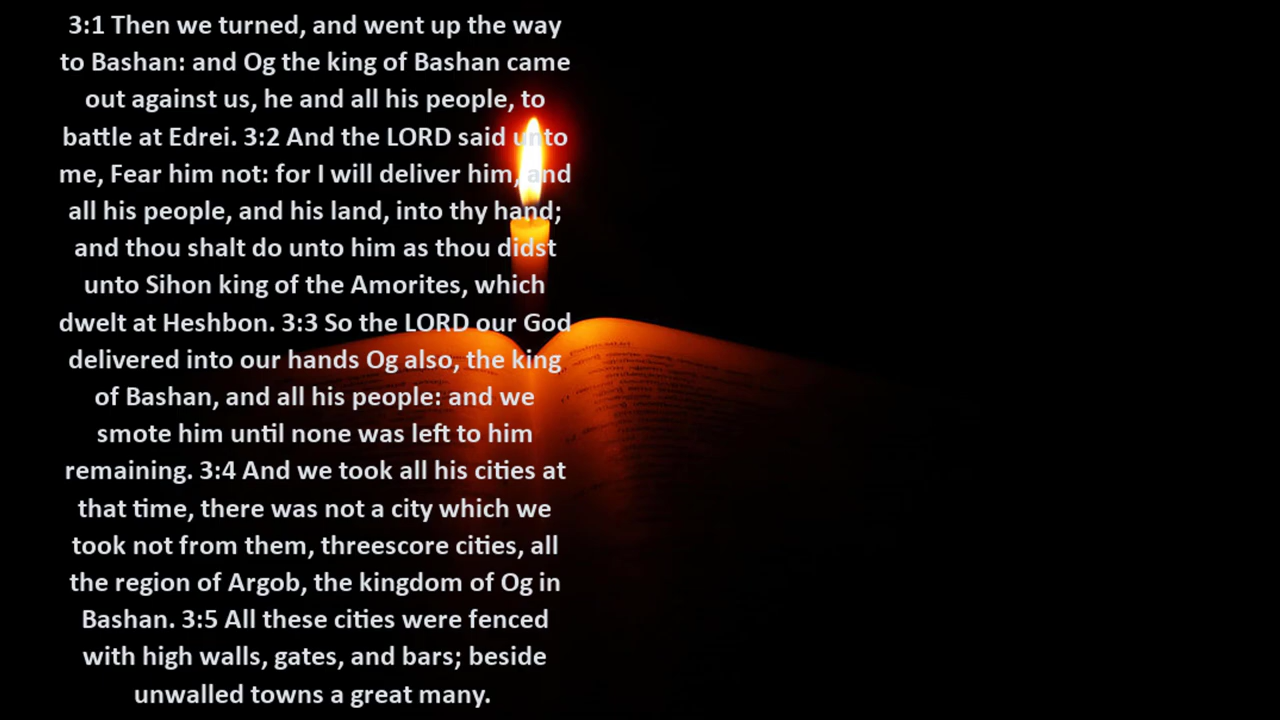 3:1 Then we turned, and went up the way
to Bashan: and Og the king of Bashan came
out against us, he and all his people, to
battle at Edrei. 3:2 And the LORD said unto
me, Fear him not: for I will deliver him, and
all his people, and his land, into thy hand;
and thou shalt do unto him as thou didst
unto Sihon king of the Amorites, which
dwelt at Heshbon. 3:3 So the LORD our God
delivered into our hands Og also, the king
of Bashan, and all his people: and we
smote him until none was left to him
remaining. 3:4 And we took all his cities at
that time, there was not a city which we
took not from them, threescore cities, all
the region of Argob, the kingdom of Og in
Bashan. 3:5 All these cities were fenced
with high walls, gates, and bars; beside
unwalled towns a great many.